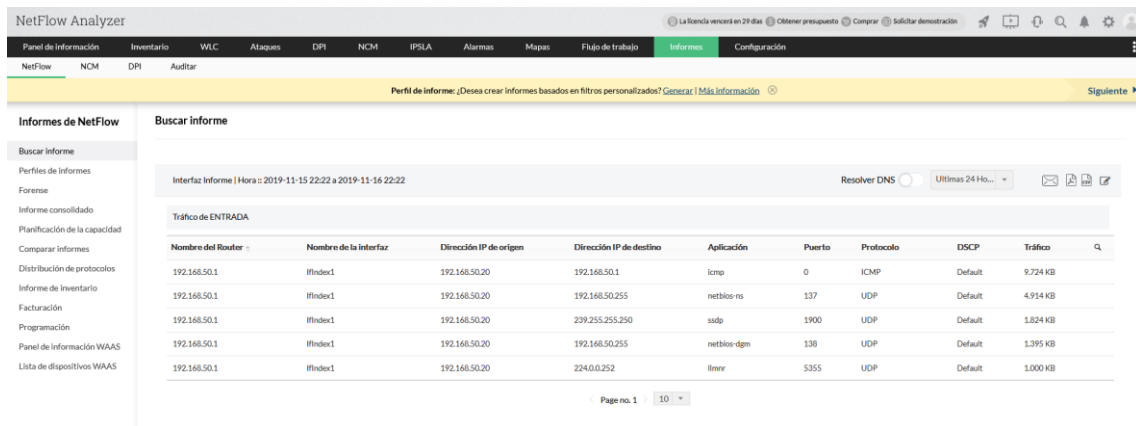 NetFlow Analyzer
La licencia vencerá en 29 días Obtener presupuesto Comprar Solicitar demostración
Panel de información Inventario WLC Ataques DPI NCM IPSLA Alarmas Mapas Flujo de trabajo Informes Configuración
NetFlow NCM DPI Auditar
Perfil de informe: ¿Desea crear informes basados en filtros personalizados? Generar | Más información
Siguiente
Informes de NetFlow
Buscar informe
Perfiles de informes
Forense
Informe consolidado
Planificación de la capacidad
Comparar informes
Distribución de protocolos
Informe de inventario
Facturación
Programación
Panel de información WAAS
Lista de dispositivos WAAS
Buscar informe
Interfaz Informe | Hora :: 2019-11-15 22:22 a 2019-11-16 22:22
Resolver DNS Ultimas 24 Ho...
Tráfico de ENTRADA
Nombre del Router Nombre de la interfaz Dirección IP de origen Dirección IP de destino Aplicación Puerto Protocolo DSCP Tráfico
192.168.50.1 IfIndex1 192.168.50.20 192.168.50.1 icmp 0 ICMP Default 9.724 KB
192.168.50.1 IfIndex1 192.168.50.20 192.168.50.255 netbios-ns 137 UDP Default 4.914 KB
192.168.50.1 IfIndex1 192.168.50.20 239.255.255.250 ssdp 1900 UDP Default 1.824 KB
192.168.50.1 IfIndex1 192.168.50.20 192.168.50.255 netbios-dgm 138 UDP Default 1.395 KB
192.168.50.1 IfIndex1 192.168.50.20 224.0.0.252 llmnr 5355 UDP Default 1.000 KB
Page no. 1 10